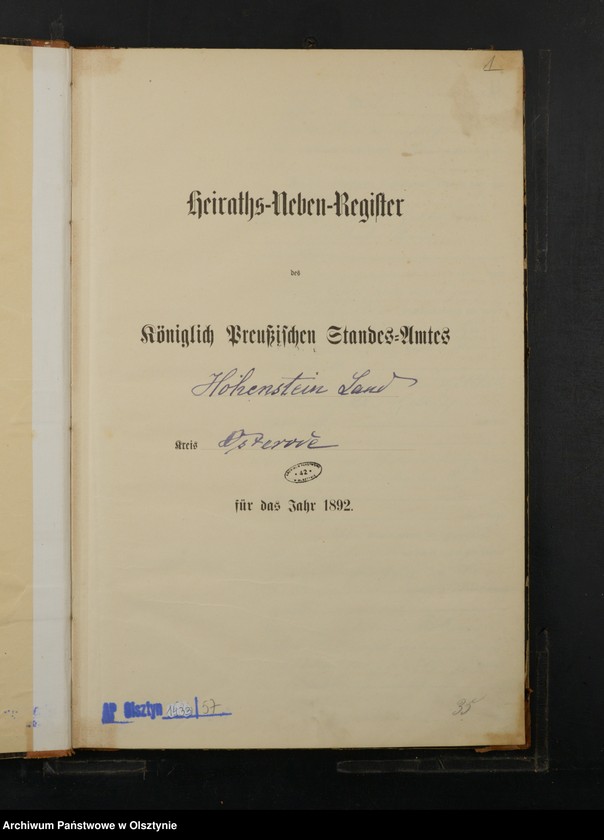 1
Heiraths-Neben-Register
des
Königlich Preußischen Standes-Amtes
Hohenstein Land
Kreis Osterode
42
für das Jahr 1892.
AP Olsztyn 57
35
Archiwum Państwowe w Olsztynie